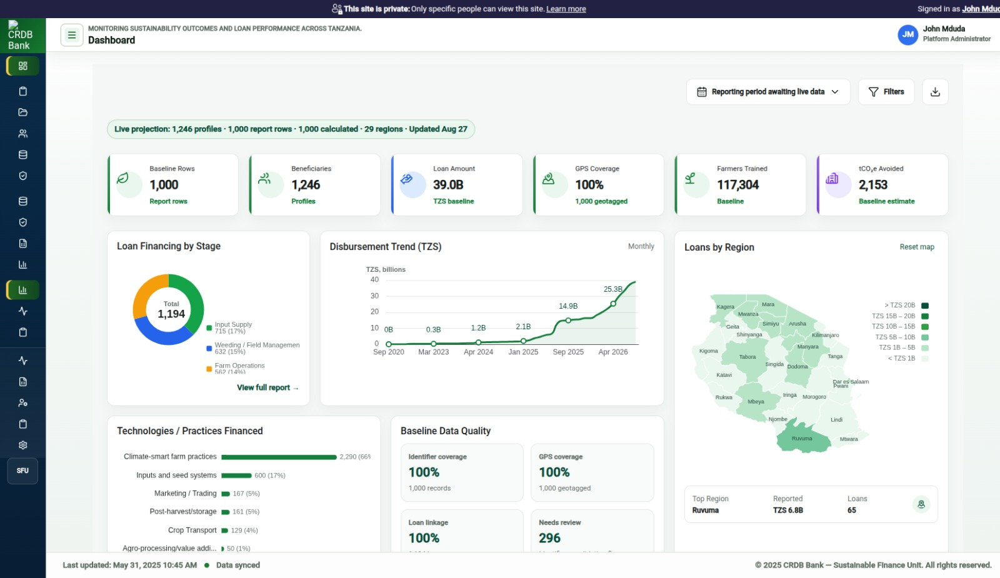 This site is private: Only specific people can view this site. Learn more
Signed in as John Mduc
CRDB
Bank
MONITORING SUSTAINABILITY OUTCOMES AND LOAN PERFORMANCE ACROSS TANZANIA.
Dashboard
JM
John Mduda
Platform Administrator
Reporting period awaiting live data
Filters
Live projection: 1,246 profiles · 1,000 report rows · 1,000 calculated · 29 regions · Updated Aug 27
Baseline Rows
1,000
Report rows
Beneficiaries
1,246
Profiles
Loan Amount
39.0B
TZS baseline
GPS Coverage
100%
1,000 geotagged
Farmers Trained
117,304
Baseline
tCO₂e Avoided
2,153
Baseline estimate
Loan Financing by Stage
Total
1,194
Input Supply
715 (17%)
Weeding / Field Managemen
632 (15%)
Farm Operations
562 (14%)
View full report →
Disbursement Trend (TZS)
Monthly
TZS, billions
40
30
20
10
0
0B
0.3B
1.2B
2.1B
14.9B
25.3B
Sep 2020
Mar 2023
Apr 2024
Jan 2025
Sep 2025
Apr 2026
Loans by Region
Reset map
Kagera
Mara
Mwanza
Geita
Simiyu
Arusha
Shinyanga
Kilimanjaro
Kigoma
Manyara
Tabora
Tanga
Singida
Dodoma
Katavi
Dar es Salaam
Pwani
Rukwa
Iringa
Morogoro
Mbeya
Njombe
Lindi
Ruvuma
Mtwara
> TZS 20B
TZS 15B – 20B
TZS 10B – 15B
TZS 5B – 10B
TZS 1B – 5B
< TZS 1B
Top Region
Ruvuma
Reported
TZS 6.8B
Loans
65
Technologies / Practices Financed
Climate-smart farm practices 2,290 (66%
Inputs and seed systems 600 (17%)
Marketing / Trading 167 (5%)
Post-harvest/storage 161 (5%)
Crop Transport 129 (4%)
Agro-processing/value addi... 50 (1%)
Baseline Data Quality
Identifier coverage
100%
1,000 records
GPS coverage
100%
1,000 geotagged
Loan linkage
100%
Needs review
296
SFU
Last updated: May 31, 2025 10:45 AM ● Data synced
© 2025 CRDB Bank — Sustainable Finance Unit. All rights reserved.